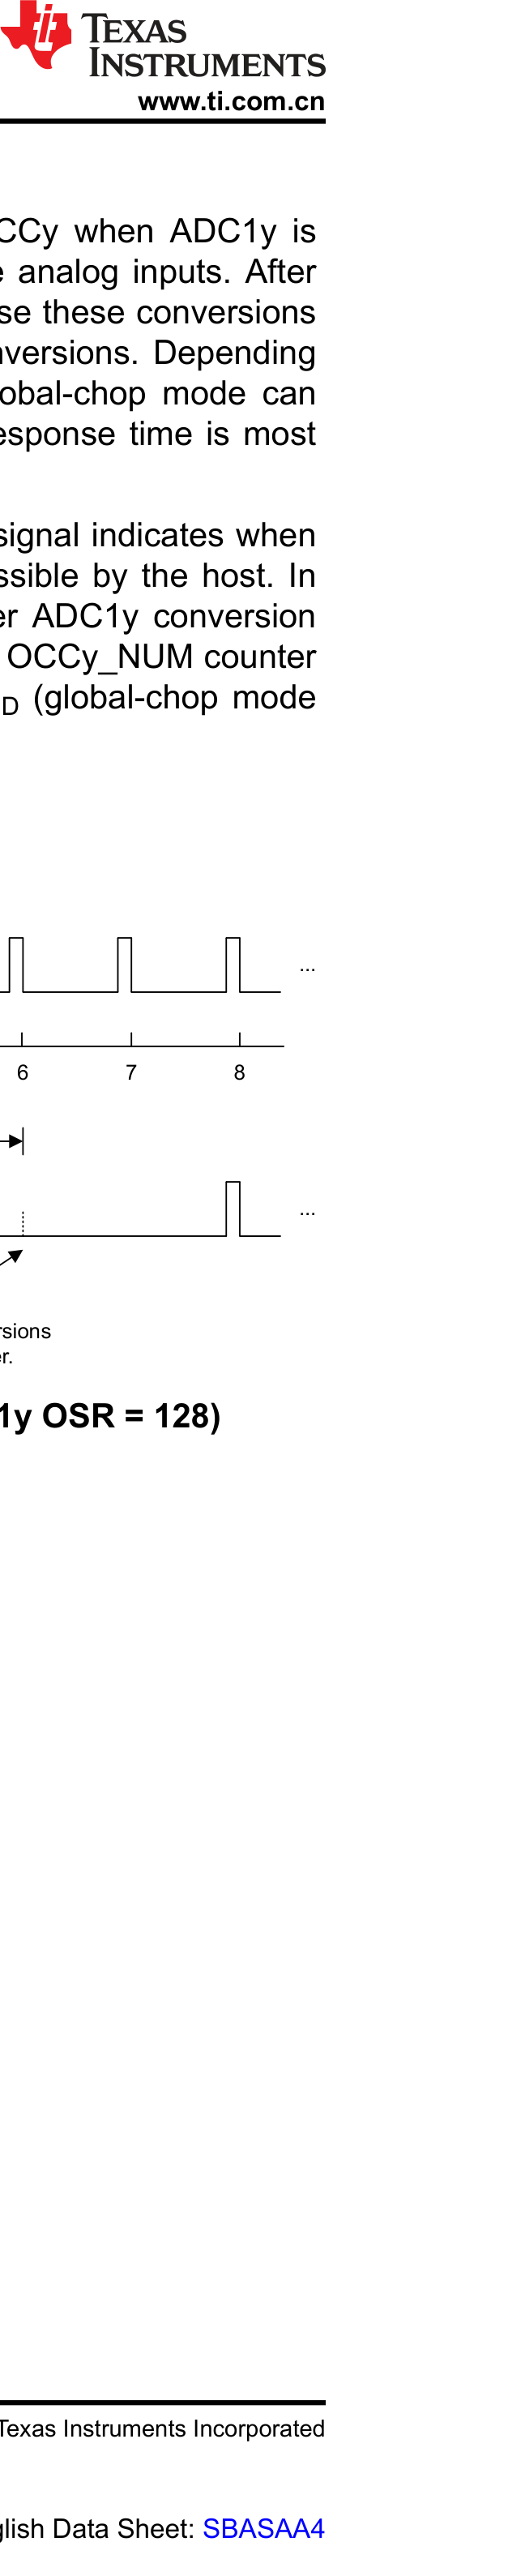 TEXAS
INSTRUMENTS
www.ti.com.cn
CCy when ADC1y is
analog inputs. After
se these conversions
nversions. Depending
lobal-chop mode can
esponse time is most
signal indicates when
ssible by the host. In
er ADC1y conversion
OCCy_NUM counter
D (global-chop mode
...
6 7 8
...
rsions
er.
1y OSR = 128)
Texas Instruments Incorporated
glish Data Sheet: SBASAA4